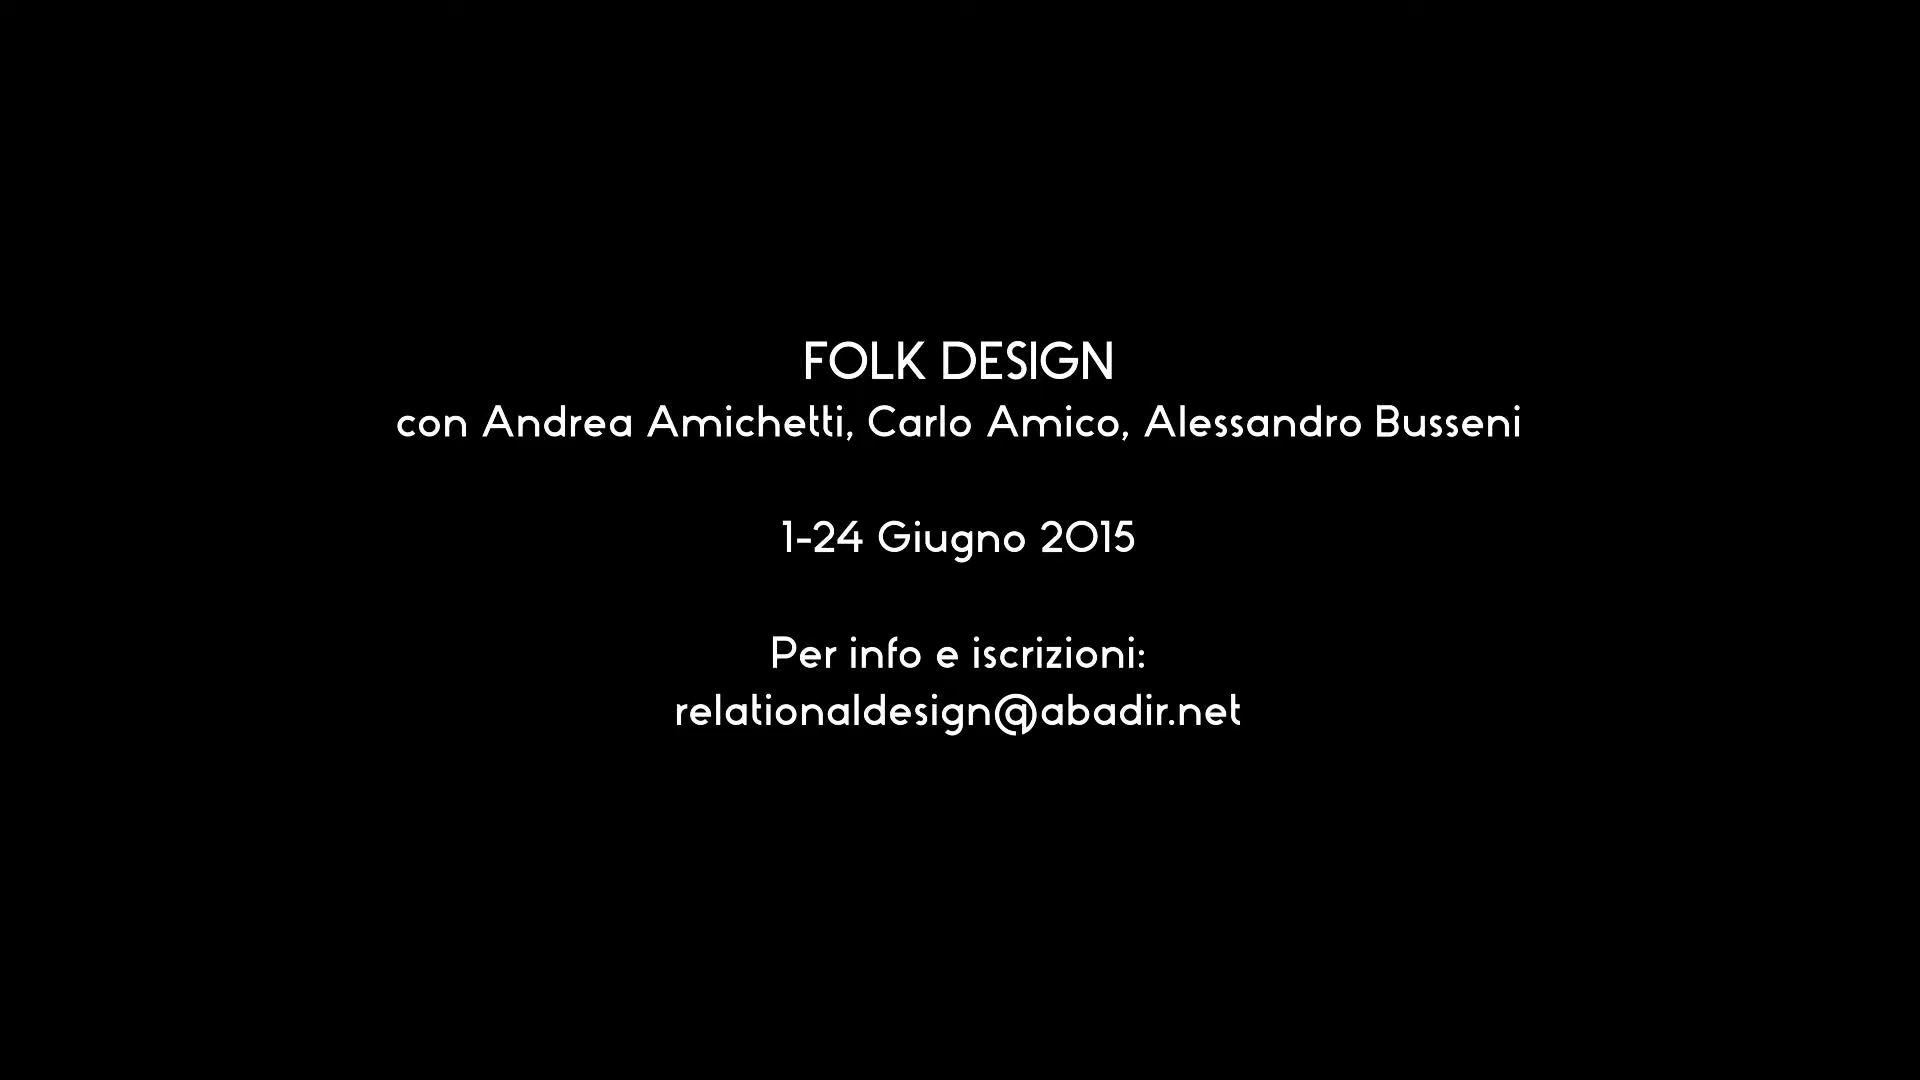 FOLK DESIGN
con Andrea Amichetti, Carlo Amico, Alessandro Busseni
1-24 Giugno 2015
Per info e iscrizioni:
relationaldesign@abadir.net